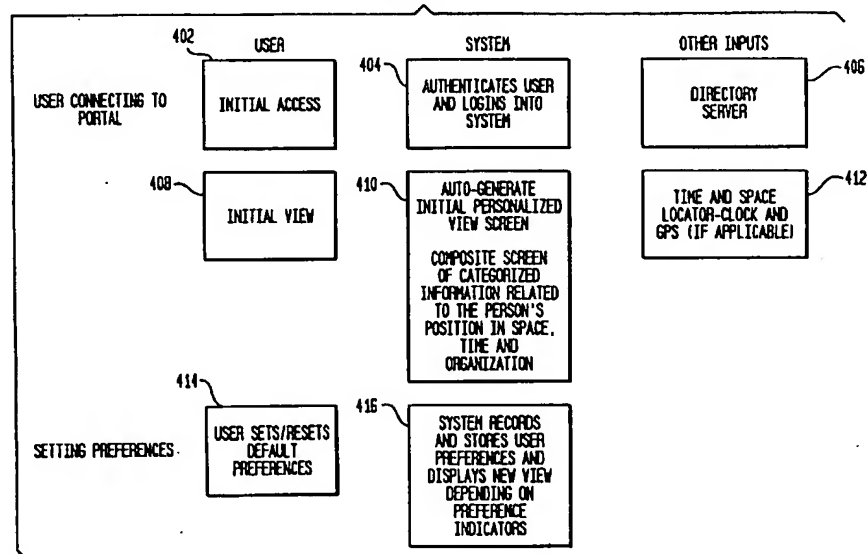 USER
SYSTEM
OTHER INPUTS
USER CONNECTING TO
PORTAL
402
INITIAL ACCESS
404
AUTHENTICATES USER
AND LOGINS INTO
SYSTEM
406
DIRECTORY
SERVER
408
INITIAL VIEW
410
AUTO-GENERATE
INITIAL PERSONALIZED
VIEW SCREEN
COMPOSITE SCREEN
OF CATEGORIZED
INFORMATION RELATED
TO THE PERSON'S
POSITION IN SPACE,
TIME AND
ORGANIZATION
412
TIME AND SPACE
LOCATOR-CLOCK AND
GPS (IF APPLICABLE)
SETTING PREFERENCES
414
USER SETS/RESETS
DEFAULT
PREFERENCES
416
SYSTEM RECORDS
AND STORES USER
PREFERENCES AND
DISPLAYS NEW VIEW
DEPENDING ON
PREFERENCE
INDICATORS